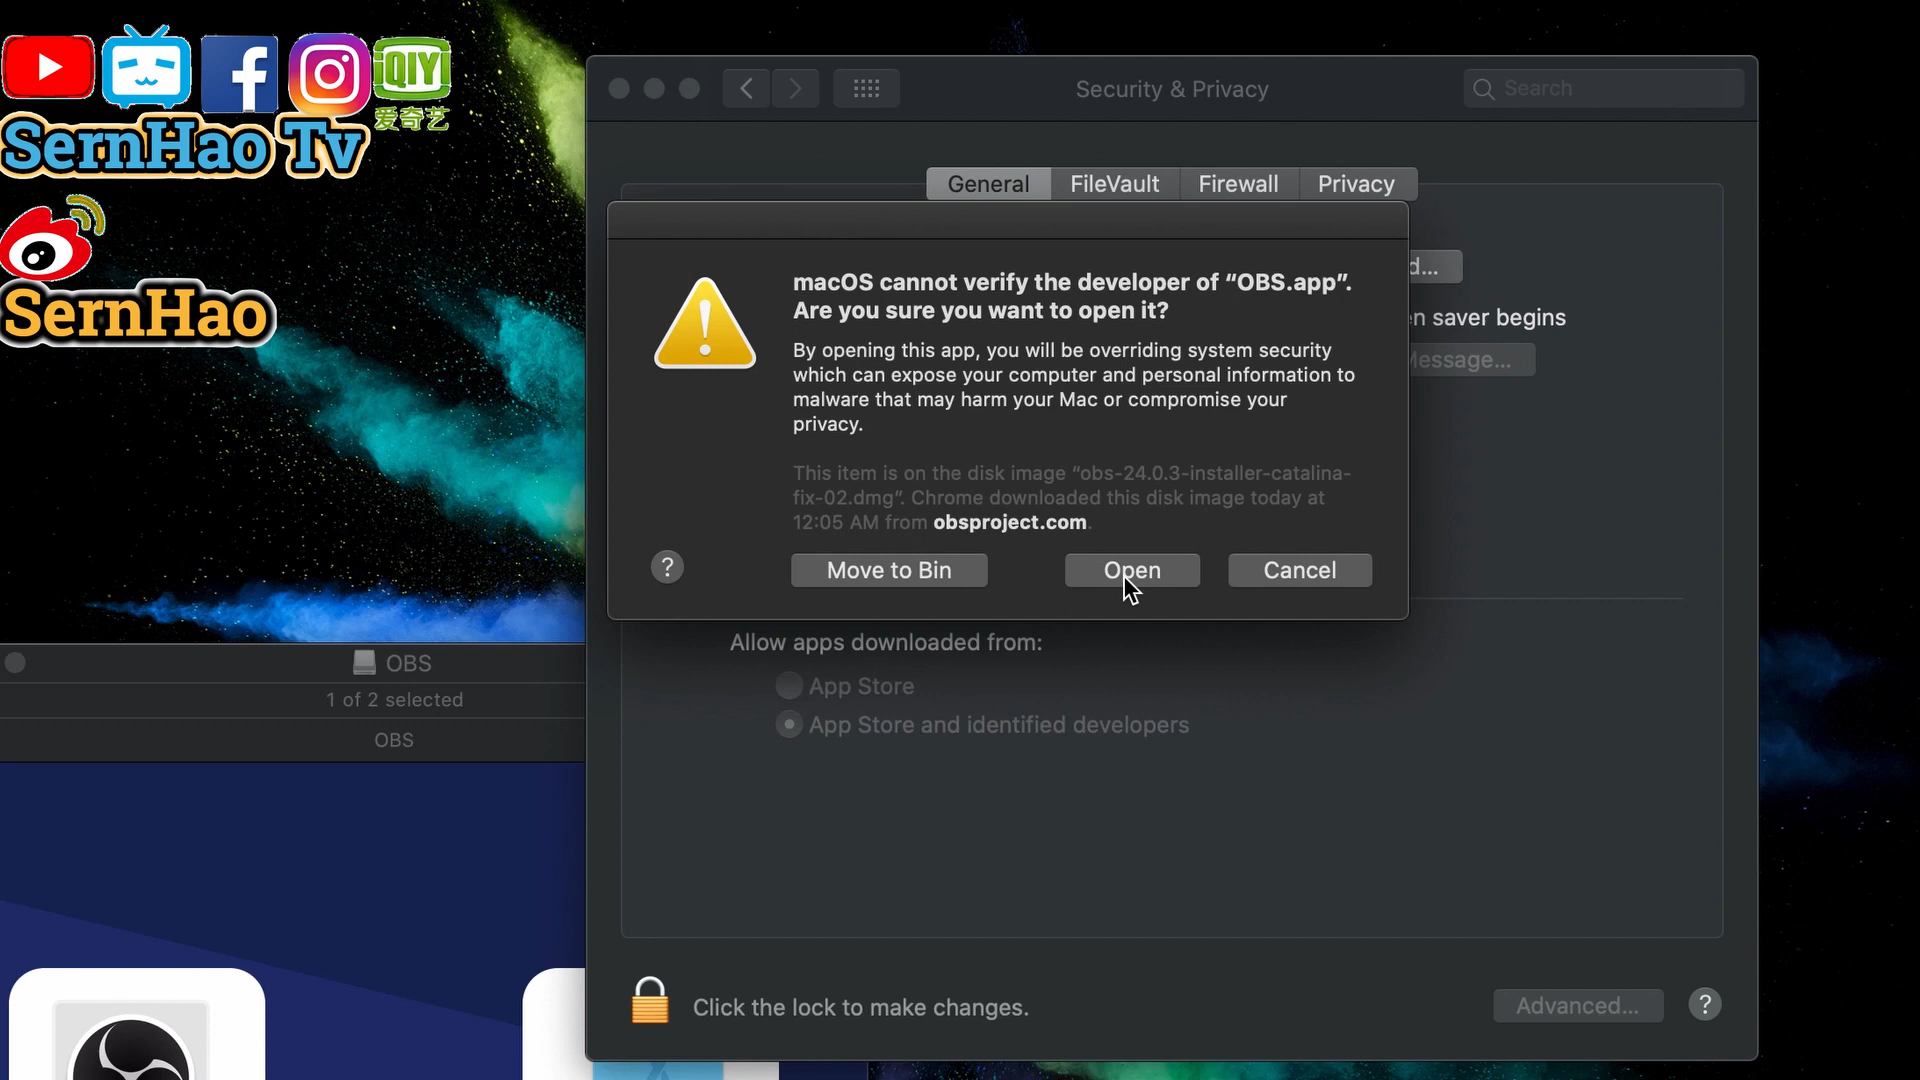 iQIYI
爱奇艺
SernHao Tv
SernHao
Security & Privacy
Search
General
FileVault
Firewall
Privacy
d...
n saver begins
Message...
macOS cannot verify the developer of “OBS.app”.
Are you sure you want to open it?
By opening this app, you will be overriding system security
which can expose your computer and personal information to
malware that may harm your Mac or compromise your
privacy.
This item is on the disk image “obs-24.0.3-installer-catalina-
fix-02.dmg”. Chrome downloaded this disk image today at
12:05 AM from obsproject.com.
?
Move to Bin
Open
Cancel
Allow apps downloaded from:
App Store
App Store and identified developers
OBS
1 of 2 selected
OBS
Click the lock to make changes.
Advanced...
?